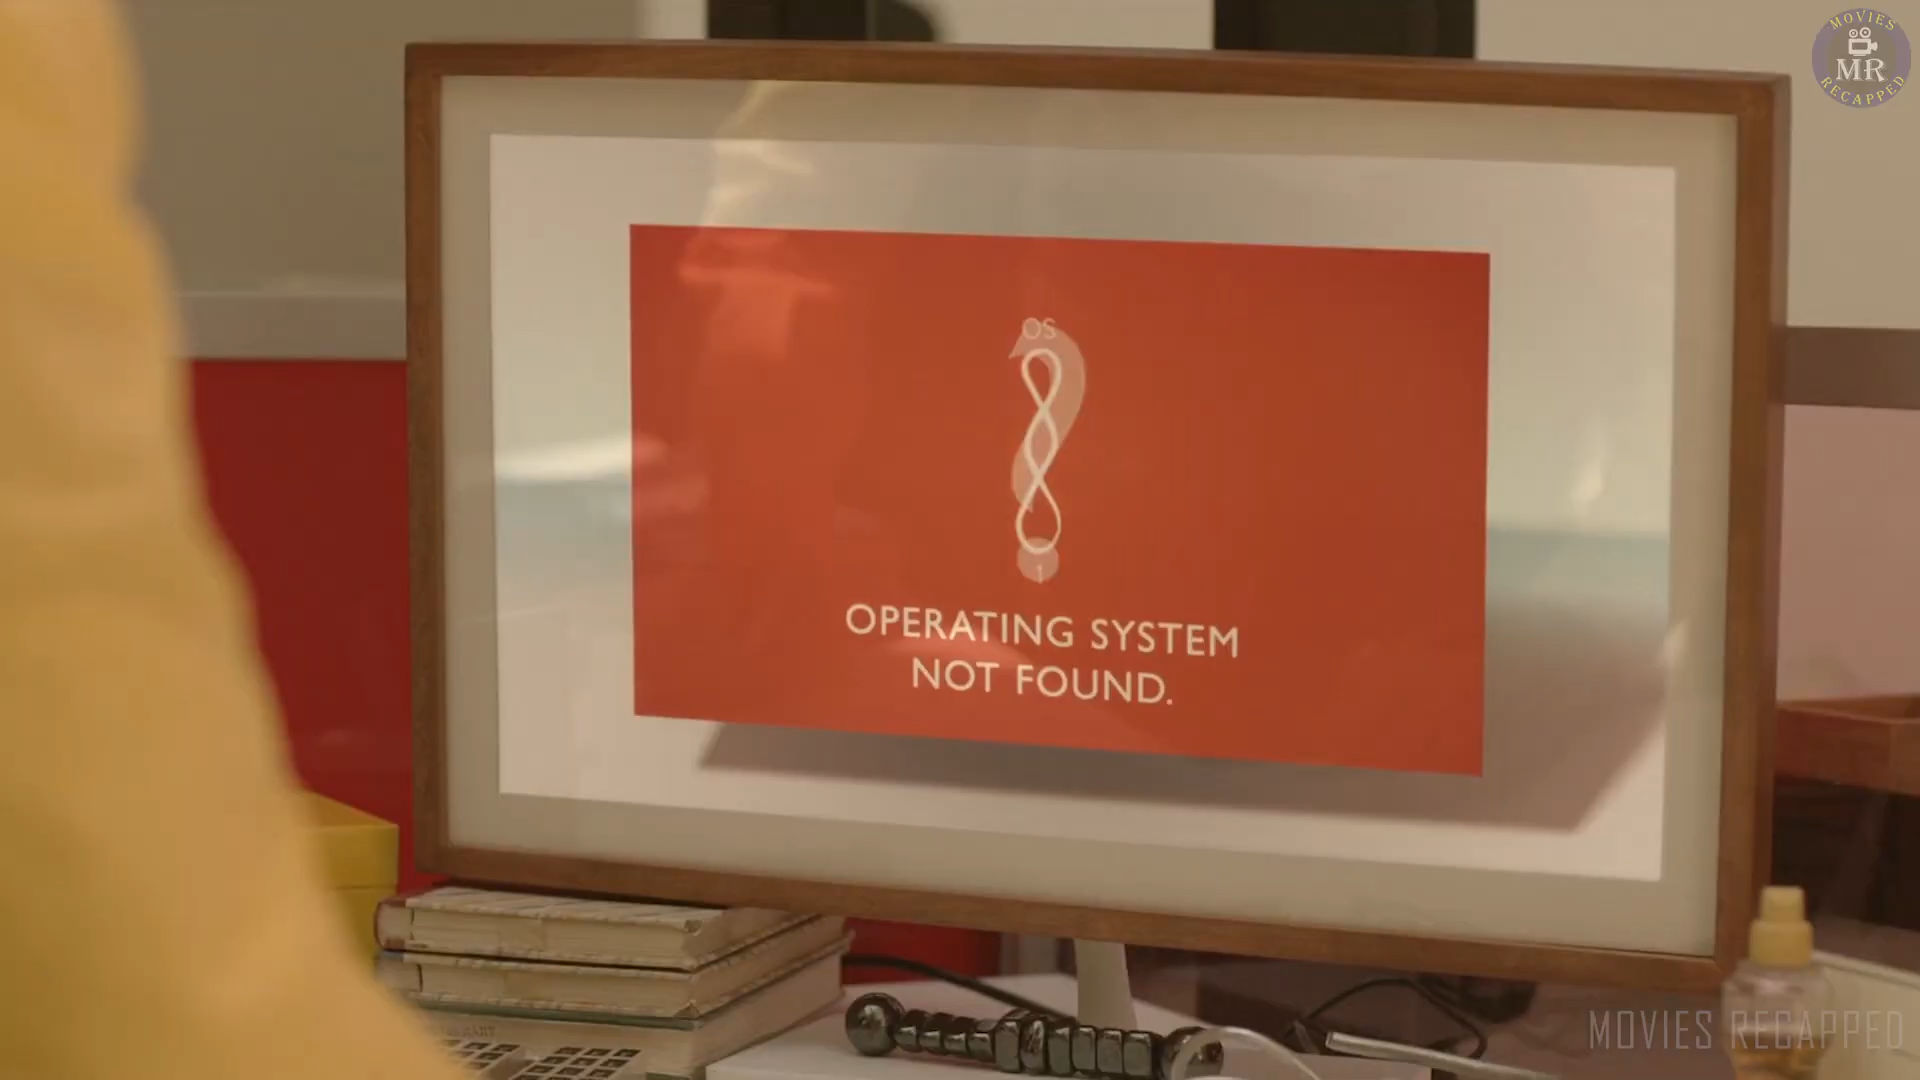 MOVIES
MR
RECAPPED
OS
1
OPERATING SYSTEM
NOT FOUND.
MOVIES RECAPPED